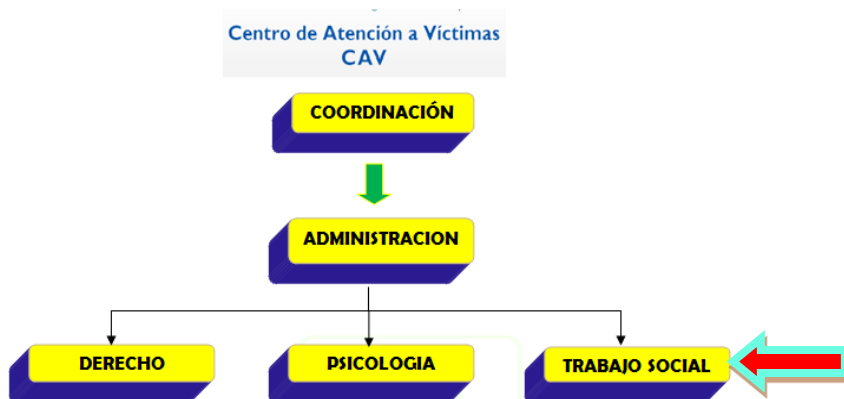 Centro de Atención a Víctimas
CAV
COORDINACIÓN
ADMINISTRACION
DERECHO
PSICOLOGIA
TRABAJO SOCIAL